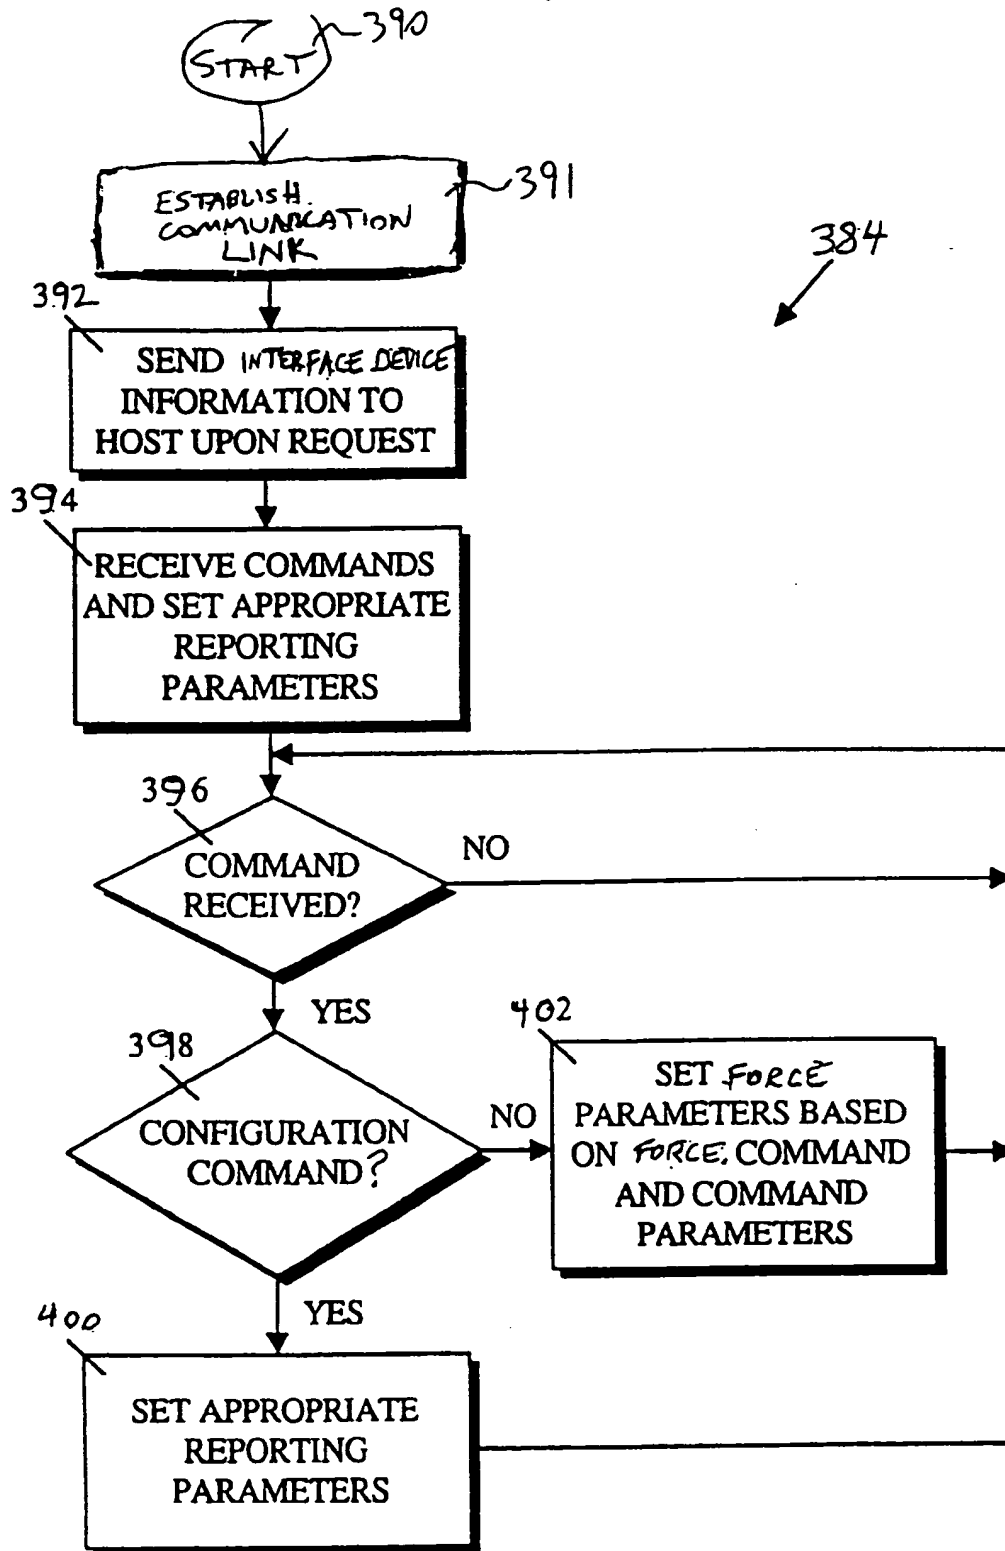 390
START
391
ESTABLISH.
COMMUNICATION
LINK
384
392
SEND INTERFACE DEVICE
INFORMATION TO
HOST UPON REQUEST
394
RECEIVE COMMANDS
AND SET APPROPRIATE
REPORTING
PARAMETERS
396
COMMAND
RECEIVED?
NO
YES
398
CONFIGURATION
COMMAND?
NO
402
SET FORCE
PARAMETERS BASED
ON FORCE. COMMAND
AND COMMAND
PARAMETERS
YES
400
SET APPROPRIATE
REPORTING
PARAMETERS